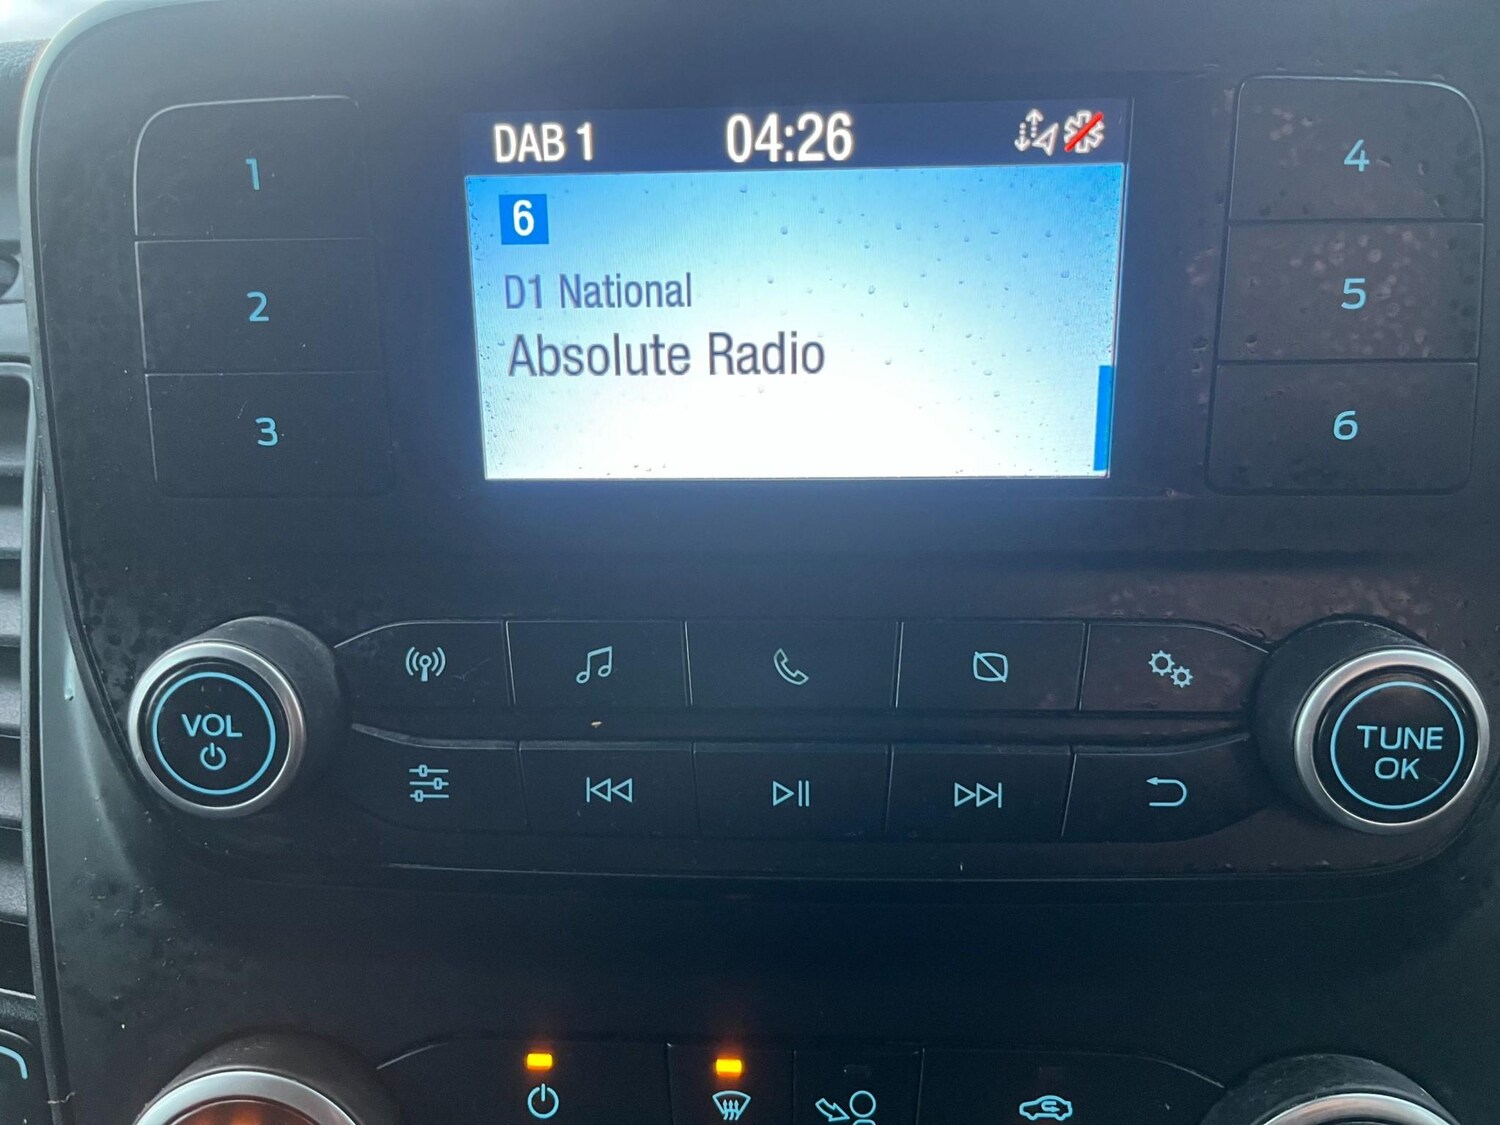 DAB 1 04:26
6
D1 National
Absolute Radio
1
2
3
4
5
6
VOL
TUNE
OK